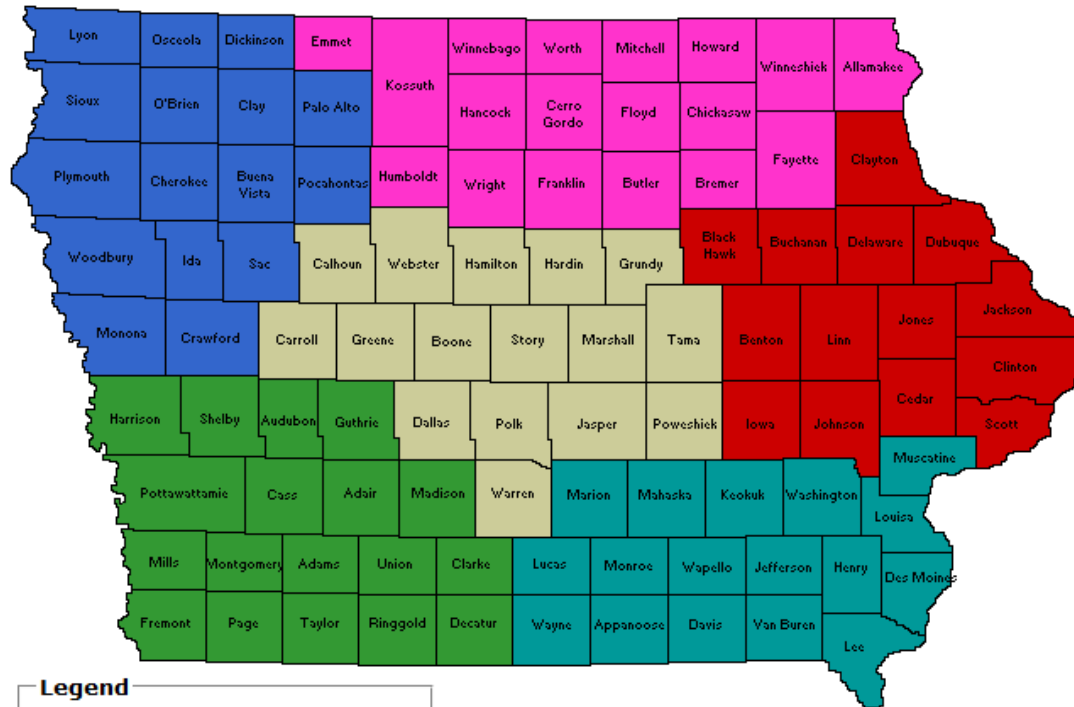 Lyon
Osceola
Dickinson
Emmet
Kossuth
Winnebago
Worth
Mitchell
Howard
Winneshiek
Allamakee
Sioux
O'Brien
Clay
Palo Alto
Hancock
Cerro
Gordo
Floyd
Chickasaw
Plymouth
Cherokee
Buena
Vista
Pocahontas
Humboldt
Wright
Franklin
Butler
Bremer
Fayette
Clayton
Woodbury
Ida
Sac
Calhoun
Webster
Hamilton
Hardin
Grundy
Black
Hawk
Buchanan
Delaware
Dubuque
Monona
Crawford
Carroll
Greene
Boone
Story
Marshall
Tama
Benton
Linn
Jones
Jackson
Clinton
Harrison
Shelby
Audubon
Guthrie
Dallas
Polk
Jasper
Poweshiek
Iowa
Johnson
Cedar
Scott
Muscatine
Pottawattamie
Cass
Adair
Madison
Warren
Marion
Mahaska
Keokuk
Washington
Louisa
Mills
Montgomery
Adams
Union
Clarke
Lucas
Monroe
Wapello
Jefferson
Henry
Des Moines
Fremont
Page
Taylor
Ringgold
Decatur
Wayne
Appanoose
Davis
Van Buren
Lee
Legend